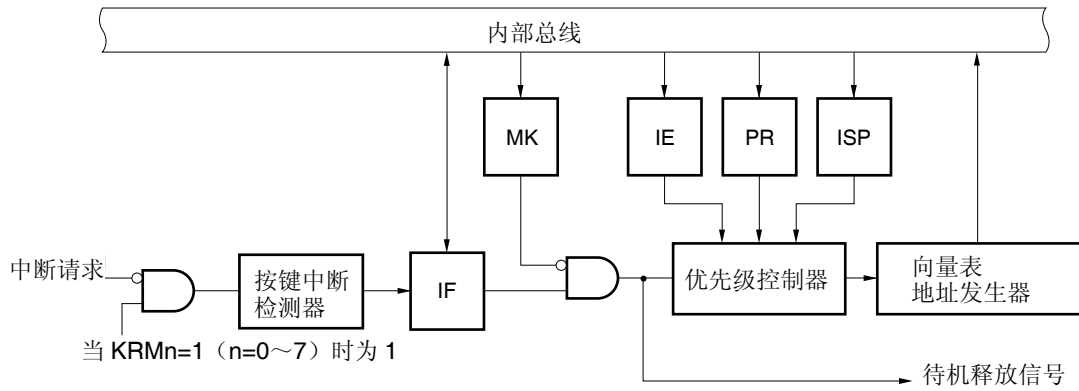 内部总线
MK
IE
PR
ISP
中断请求
按键中断
检测器
IF
优先级控制器
向量表
地址发生器
当 KRMn=1（n=0～7）时为 1
待机释放信号